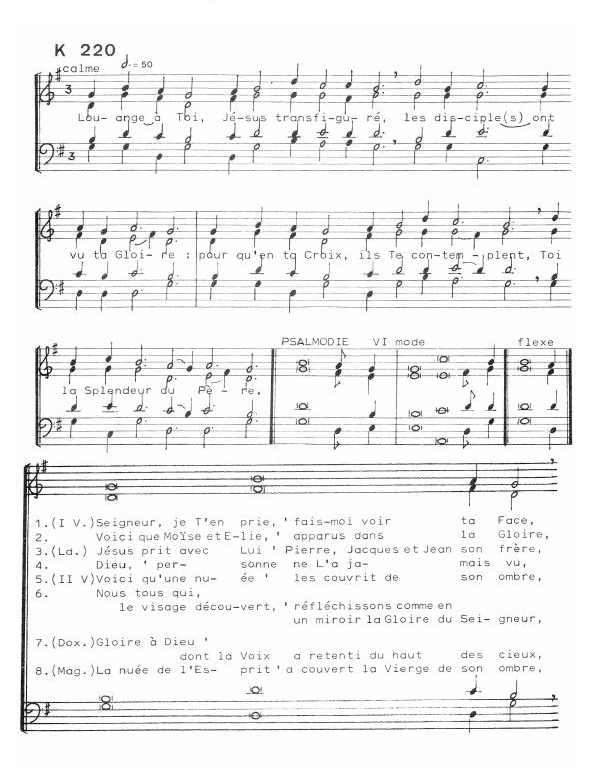 K 220
calme 𝅗𝅥. = 50
3
Lou- ange à Toi, Jé-sus transfi-gu- ré, les dis-ciple(s) ont
3
vu ta Gloi- re : pour qu'en ta Croix, ils Te con-tem - plent, Toi
PSALMODIE VI mode flexe
la Splendeur du Pè - re.
1.(I V.) Seigneur, je T'en prie, ' fais-moi voir ta Face,
2. Voici que Moïse et E-lie, ' apparus dans la Gloire,
3.(Ld.) Jésus prit avec Lui ' Pierre, Jacques et Jean son frère,
4. Dieu, ' per- sonne ne L'a ja- mais vu,
5.(II V) Voici qu'une nu- ée ' les couvrit de son ombre,
6. Nous tous qui,
le visage décou-vert, ' réfléchissons comme en
un miroir la Gloire du Sei - gneur,
7.(Dox.) Gloire à Dieu '
dont la Voix a retenti du haut des cieux,
8.(Mag.) La nuée de l'Es- prit ' a couvert la Vierge de son ombre,